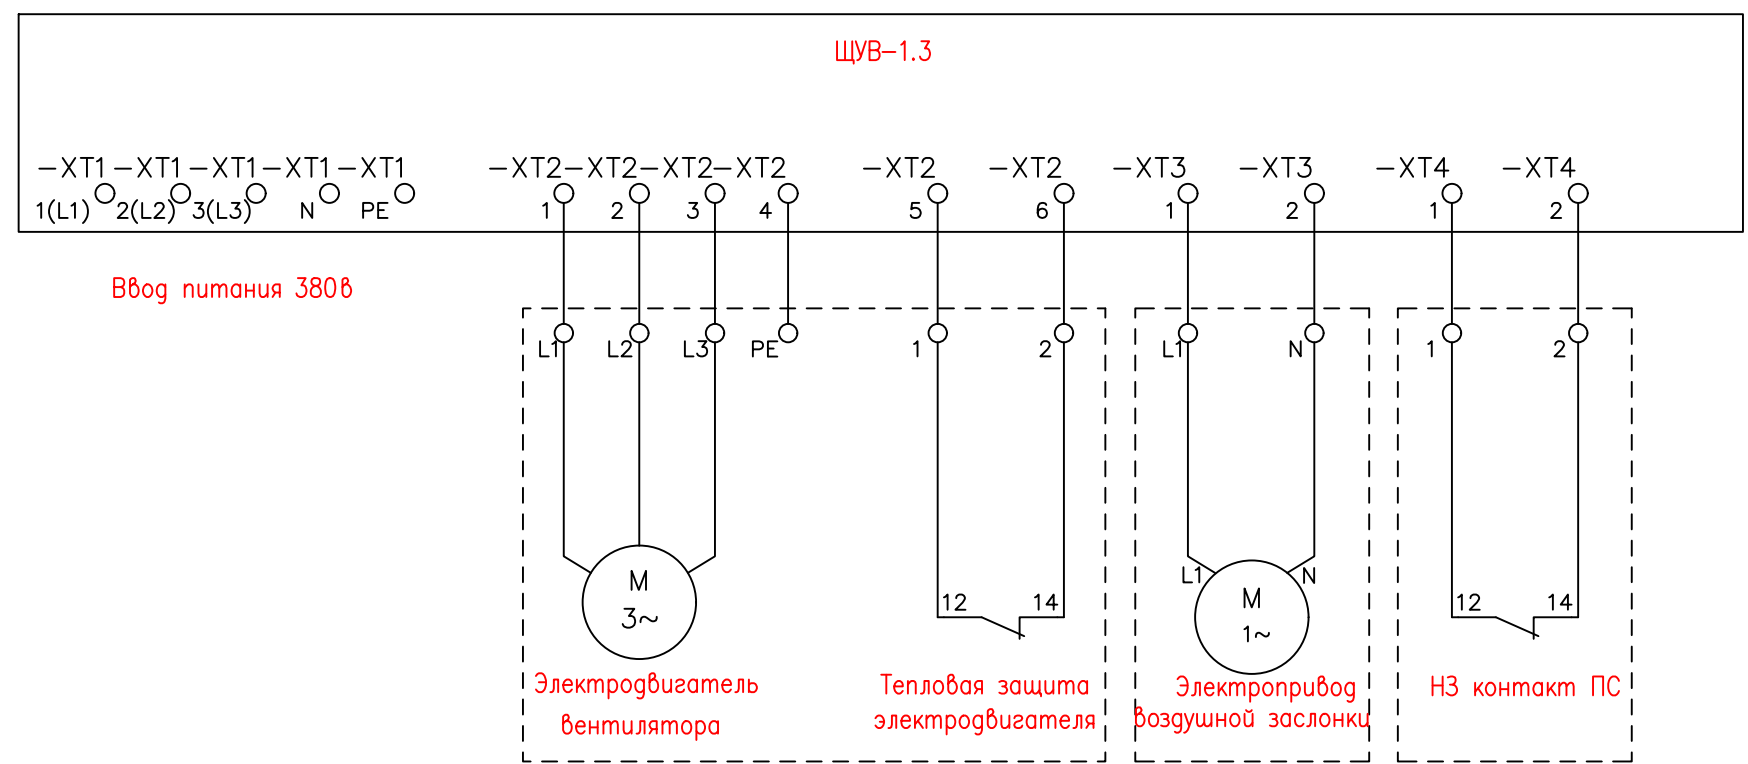 ЩУВ-1.3
-XT1 -XT1 -XT1 -XT1 -XT1 -XT2 -XT2 -XT2 -XT2 -XT2 -XT2 -XT3 -XT3 -XT4 -XT4
1(L1) 2(L2) 3(L3) N PE 1 2 3 4 5 6 1 2 1 2
Ввод питания 380в
L1 L2 L3 PE 1 2 L1 N 1 2
L1 N
M
3~
12 14
M
1~
12 14
Электродвигатель
вентилятора
Тепловая защита
электродвигателя
Электропривод
воздушной заслонки
НЗ контакт ПС